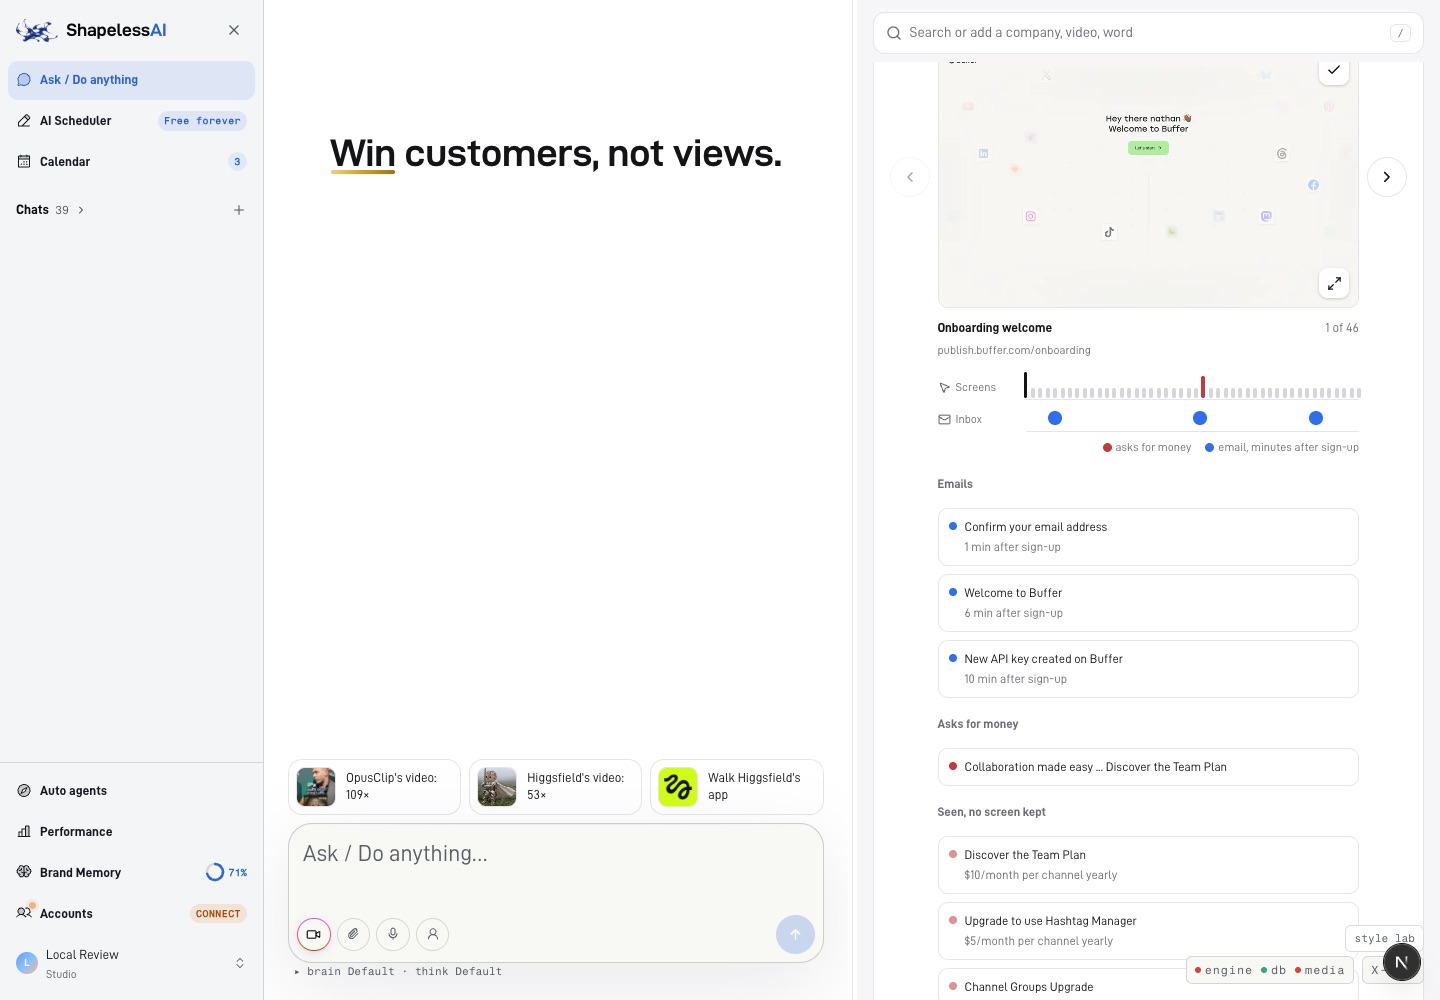 ShapelessAI
Ask / Do anything
AI Scheduler
Free forever
Calendar
3
Chats 39
Auto agents
Performance
Brand Memory
71%
Accounts
CONNECT
L
Local Review
Studio
Win customers, not views.
OpusClip's video:
109×
Higgsfield's video:
53×
Walk Higgsfield's
app
Ask / Do anything...
brain Default · think Default
Search or add a company, video, word
/
Hey there nathan
Welcome to Buffer
Onboarding welcome
1 of 46
publish.buffer.com/onboarding
Screens
Inbox
asks for money
email, minutes after sign-up
Emails
Confirm your email address
1 min after sign-up
Welcome to Buffer
6 min after sign-up
New API key created on Buffer
10 min after sign-up
Asks for money
Collaboration made easy … Discover the Team Plan
Seen, no screen kept
Discover the Team Plan
$10/month per channel yearly
Upgrade to use Hashtag Manager
$5/month per channel yearly
Channel Groups Upgrade
style lab
engine
db
media
X-
N